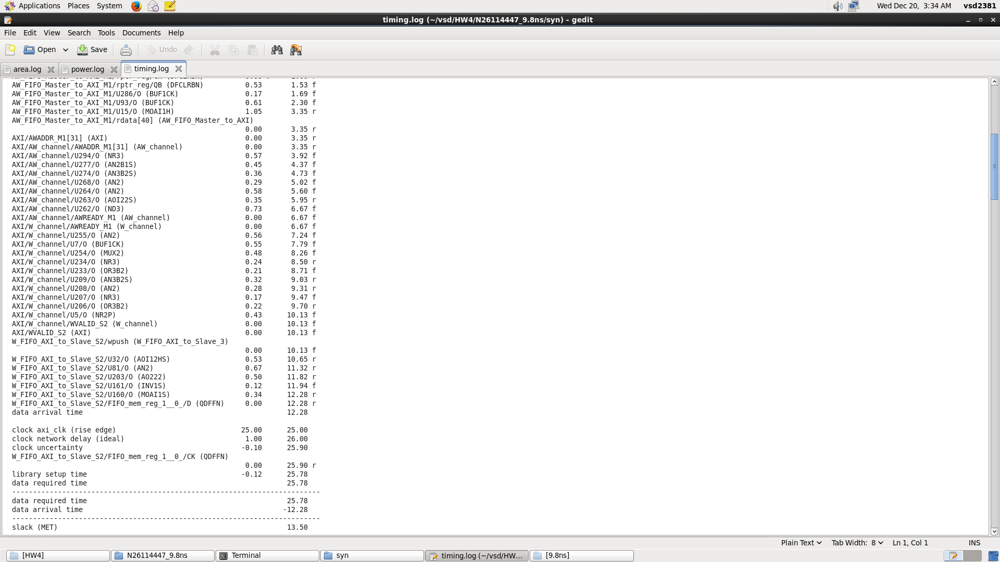 Applications Places System Wed Dec 20, 3:34 AM vsd2381
timing.log (~/vsd/HW4/N26114447_9.8ns/syn) - gedit
File Edit View Search Tools Documents Help
Open Save Undo
area.log power.log timing.log
AW_FIFO_Master_to_AXI_M1/rptr_reg/QB (DFCLRBN) 0.53 1.53 f
AW_FIFO_Master_to_AXI_M1/U286/O (BUF1CK) 0.17 1.69 f
AW_FIFO_Master_to_AXI_M1/U93/O (BUF1CK) 0.61 2.30 f
AW_FIFO_Master_to_AXI_M1/U15/O (MOAI1H) 1.05 3.35 r
AW_FIFO_Master_to_AXI_M1/rdata[40] (AW_FIFO_Master_to_AXI)
0.00 3.35 r
AXI/AWADDR_M1[31] (AXI) 0.00 3.35 r
AXI/AW_channel/AWADDR_M1[31] (AW_channel) 0.00 3.35 r
AXI/AW_channel/U294/O (NR3) 0.57 3.92 f
AXI/AW_channel/U277/O (AN2B1S) 0.45 4.37 f
AXI/AW_channel/U274/O (AN3B2S) 0.36 4.73 f
AXI/AW_channel/U268/O (AN2) 0.29 5.02 f
AXI/AW_channel/U264/O (AN2) 0.58 5.60 f
AXI/AW_channel/U263/O (AOI22S) 0.35 5.95 r
AXI/AW_channel/U262/O (ND3) 0.73 6.67 f
AXI/AW_channel/AWREADY_M1 (AW_channel) 0.00 6.67 f
AXI/W_channel/AWREADY_M1 (W_channel) 0.00 6.67 f
AXI/W_channel/U255/O (AN2) 0.56 7.24 f
AXI/W_channel/U7/O (BUF1CK) 0.55 7.79 f
AXI/W_channel/U254/O (MUX2) 0.48 8.26 f
AXI/W_channel/U234/O (NR3) 0.24 8.50 r
AXI/W_channel/U233/O (OR3B2) 0.21 8.71 f
AXI/W_channel/U209/O (AN3B2S) 0.32 9.03 r
AXI/W_channel/U208/O (AN2) 0.28 9.31 r
AXI/W_channel/U207/O (NR3) 0.17 9.47 f
AXI/W_channel/U206/O (OR3B2) 0.22 9.70 r
AXI/W_channel/U5/O (NR2P) 0.43 10.13 f
AXI/W_channel/WVALID_S2 (W_channel) 0.00 10.13 f
AXI/WVALID_S2 (AXI) 0.00 10.13 f
W_FIFO_AXI_to_Slave_S2/wpush (W_FIFO_AXI_to_Slave_3)
0.00 10.13 f
W_FIFO_AXI_to_Slave_S2/U32/O (AOI12HS) 0.53 10.65 r
W_FIFO_AXI_to_Slave_S2/U81/O (AN2) 0.67 11.32 r
W_FIFO_AXI_to_Slave_S2/U203/O (AO222) 0.50 11.82 r
W_FIFO_AXI_to_Slave_S2/U161/O (INV1S) 0.12 11.94 f
W_FIFO_AXI_to_Slave_S2/U160/O (MOAI1S) 0.34 12.28 r
W_FIFO_AXI_to_Slave_S2/FIFO_mem_reg_1__0_/D (QDFFN) 0.00 12.28 r
data arrival time 12.28
clock axi_clk (rise edge) 25.00 25.00
clock network delay (ideal) 1.00 26.00
clock uncertainty -0.10 25.90
W_FIFO_AXI_to_Slave_S2/FIFO_mem_reg_1__0_/CK (QDFFN)
0.00 25.90 r
library setup time -0.12 25.78
data required time 25.78
--------------------------------------------------------------------------
data required time 25.78
data arrival time -12.28
--------------------------------------------------------------------------
slack (MET) 13.50
Plain Text Tab Width: 8 Ln 1, Col 1 INS
[HW4] N26114447_9.8ns Terminal syn timing.log (~/vsd/HW... [9.8ns]